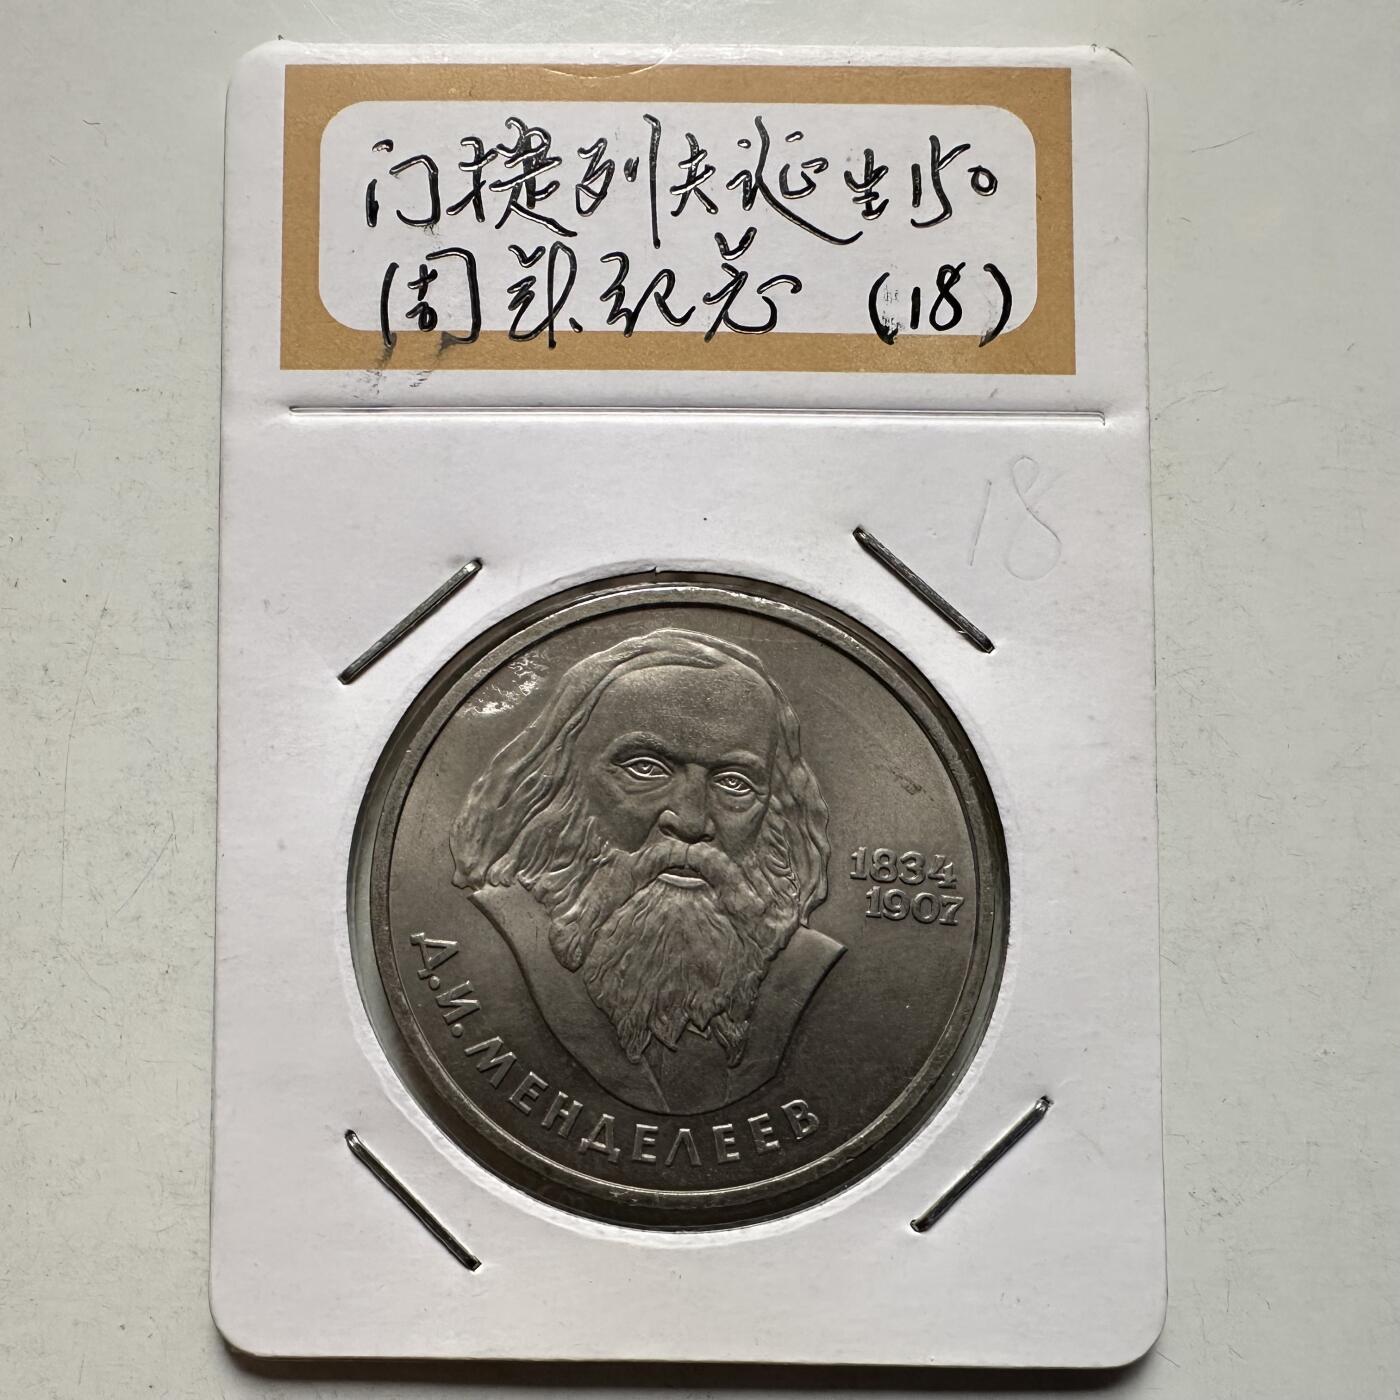 门捷列夫诞生150
周年纪念 (18)
18
1834
1907
Д.И.МЕНДЕЛЕЕВ